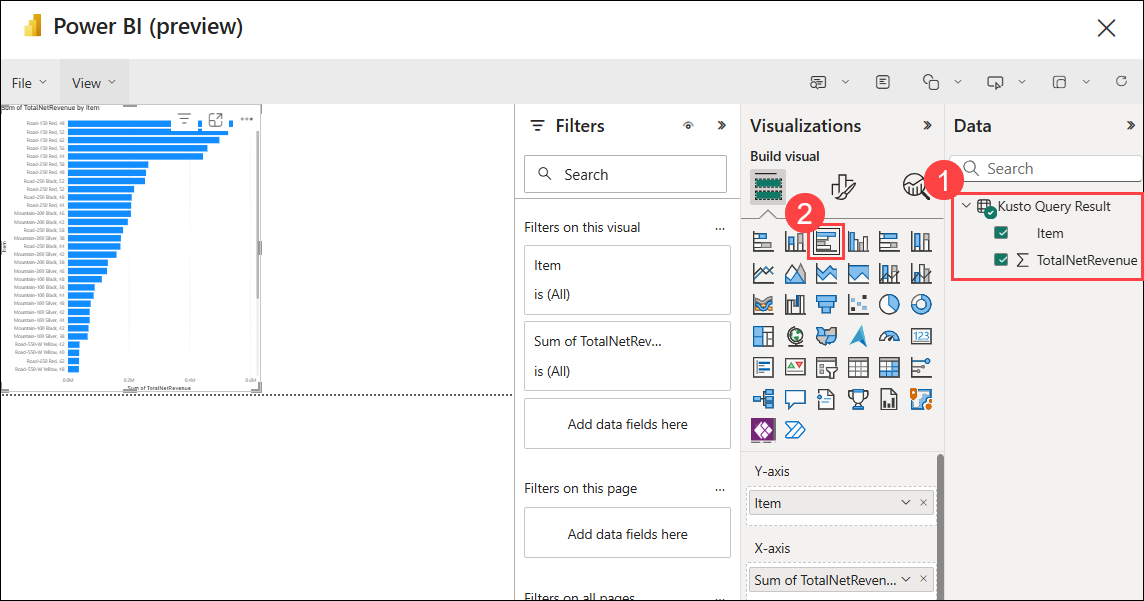 Power BI (preview)
File
View
Sum of TotalNetRevenue by Item
Road-150 Red, 48
Road-150 Red, 52
Road-150 Red, 62
Road-150 Red, 56
Road-150 Red, 44
Road-250 Red, 58
Road-250 Red, 48
Road-250 Black, 52
Road-250 Red, 52
Road-250 Black, 48
Road-250 Red, 44
Mountain-200 Black, 46
Mountain-200 Black, 42
Road-250 Black, 58
Mountain-200 Silver, 38
Road-250 Black, 44
Mountain-200 Silver, 42
Mountain-200 Black, 38
Mountain-200 Silver, 46
Mountain-100 Black, 48
Mountain-100 Black, 38
Mountain-100 Black, 44
Mountain-100 Silver, 48
Mountain-100 Silver, 42
Mountain-100 Silver, 44
Mountain-100 Black, 42
Mountain-100 Silver, 38
Road-550-W Yellow, 42
Road-550-W Yellow, 40
Road-650 Red, 62
Road-550-W Yellow, 48
Item
0.0M 0.2M 0.4M 0.6M
Sum of TotalNetRevenue
Filters
Search
Filters on this visual
Item
is (All)
Sum of TotalNetRev...
is (All)
Add data fields here
Filters on this page
Add data fields here
Filters on all pages
Visualizations
Build visual
2
123
Y-axis
Item
X-axis
Sum of TotalNetReven...
Data
1
Search
Kusto Query Result
Item
TotalNetRevenue